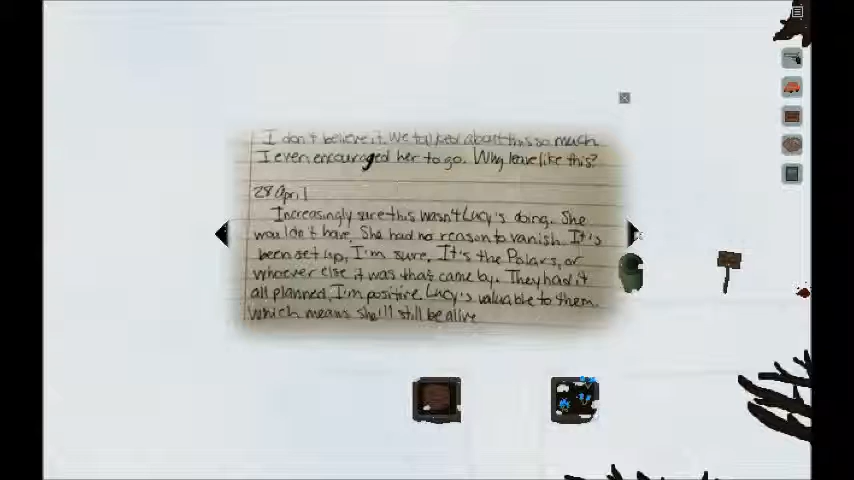 I don't believe it. We talked about this so much.
I even encouraged her to go. Why leave like this?
28 April
Increasingly sure this wasn't Lucy's doing. She
wouldn't have. She had no reason to vanish. It's
been set up, I'm sure. It's the Polars, or
whoever else it was that came by. They had it
all planned, I'm positive. Lucy's valuable to them.
which means she'll still be alive